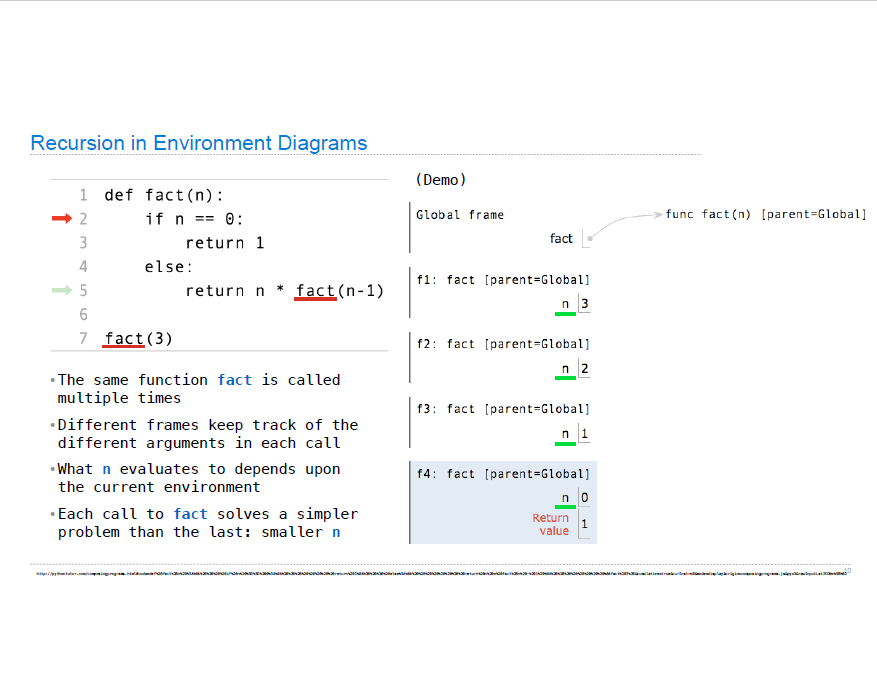 Recursion in Environment Diagrams
1 def fact(n):
2 if n == 0:
3 return 1
4 else:
5 return n * fact(n-1)
6
7 fact(3)
•The same function fact is called
multiple times
•Different frames keep track of the
different arguments in each call
•What n evaluates to depends upon
the current environment
•Each call to fact solves a simpler
problem than the last: smaller n
(Demo)
Global frame
fact
func fact(n) [parent=Global]
f1: fact [parent=Global]
n 3
f2: fact [parent=Global]
n 2
f3: fact [parent=Global]
n 1
f4: fact [parent=Global]
n 0
Return
value 1